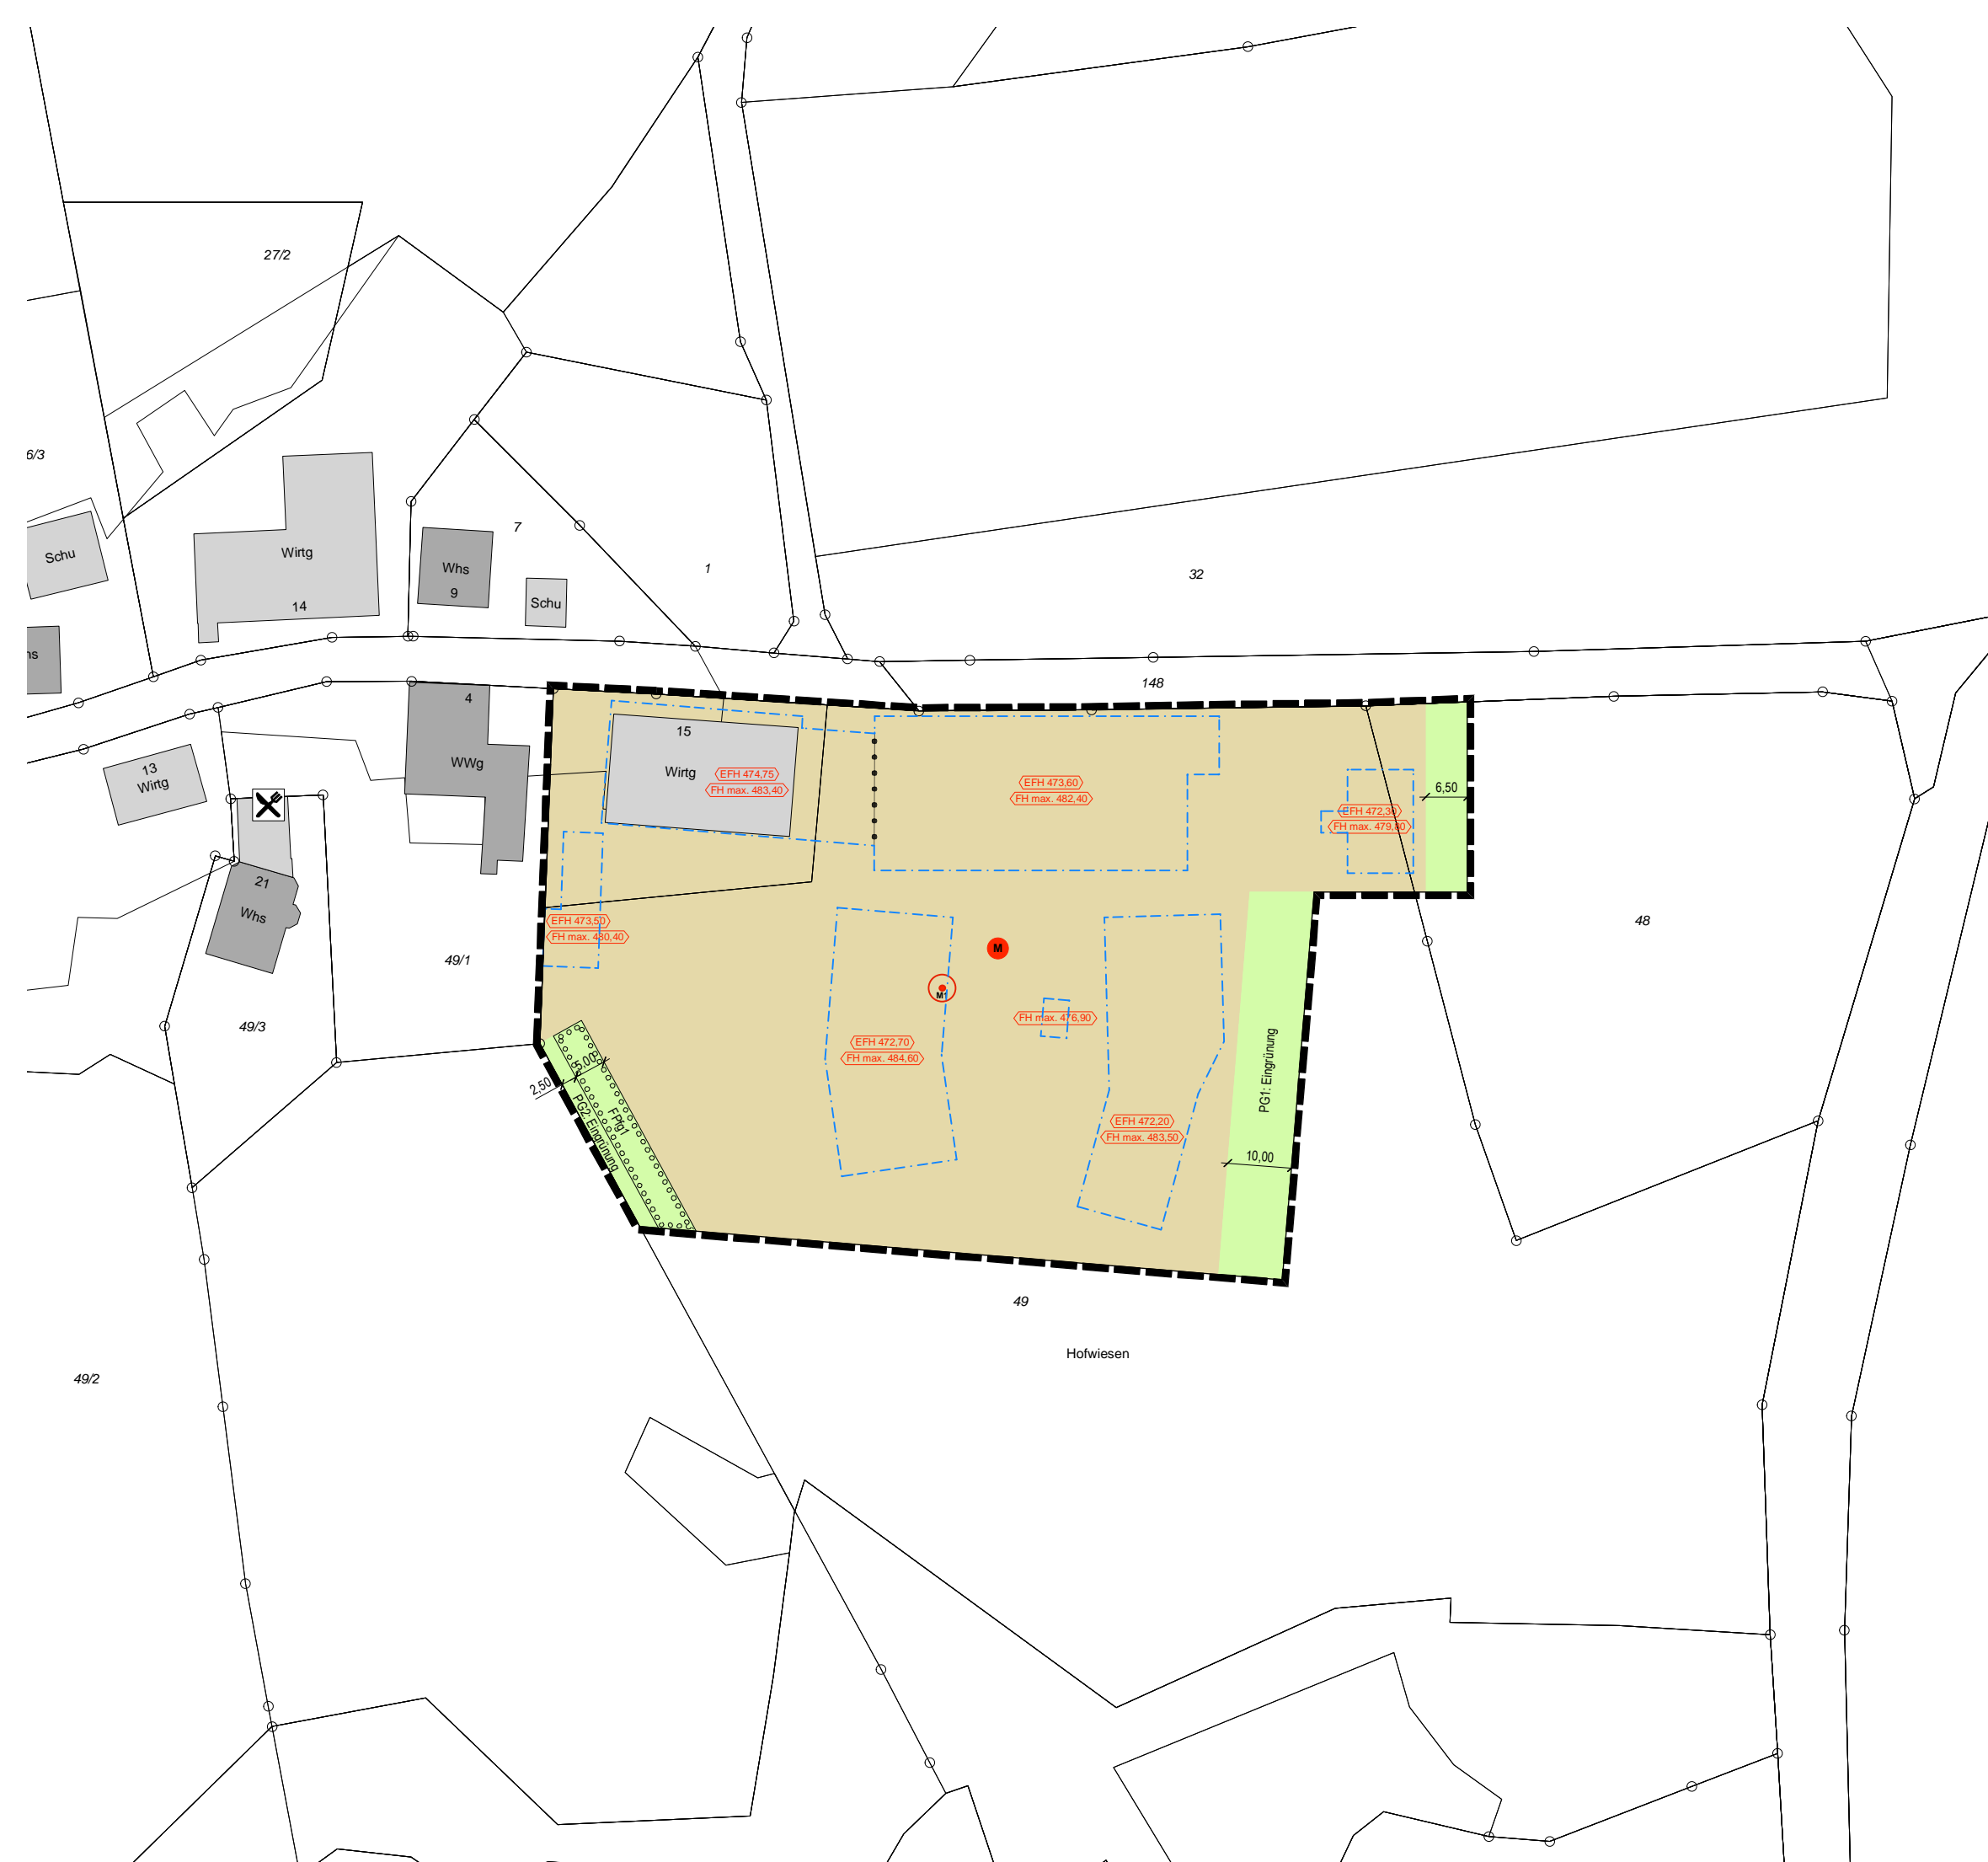 27/2
6/3
Schu
Wirtg
14
Whs
9
7
Schu
1
32
148
4
WWg
13
Wirtg
21
Whs
49/1
49/3
15
Wirtg
EFH 474,75
FH max. 483,40
EFH 473,60
FH max. 482,40
EFH 472,30
FH max. 479,80
6,50
48
EFH 473,50
FH max. 480,40
M
M1
FH max. 476,90
EFH 472,70
FH max. 484,60
EFH 472,20
FH max. 483,50
PG1: Eingrünung
10,00
2,50
5,00
FPfg1
PG2: Eingrünung
49
Hofwiesen
49/2